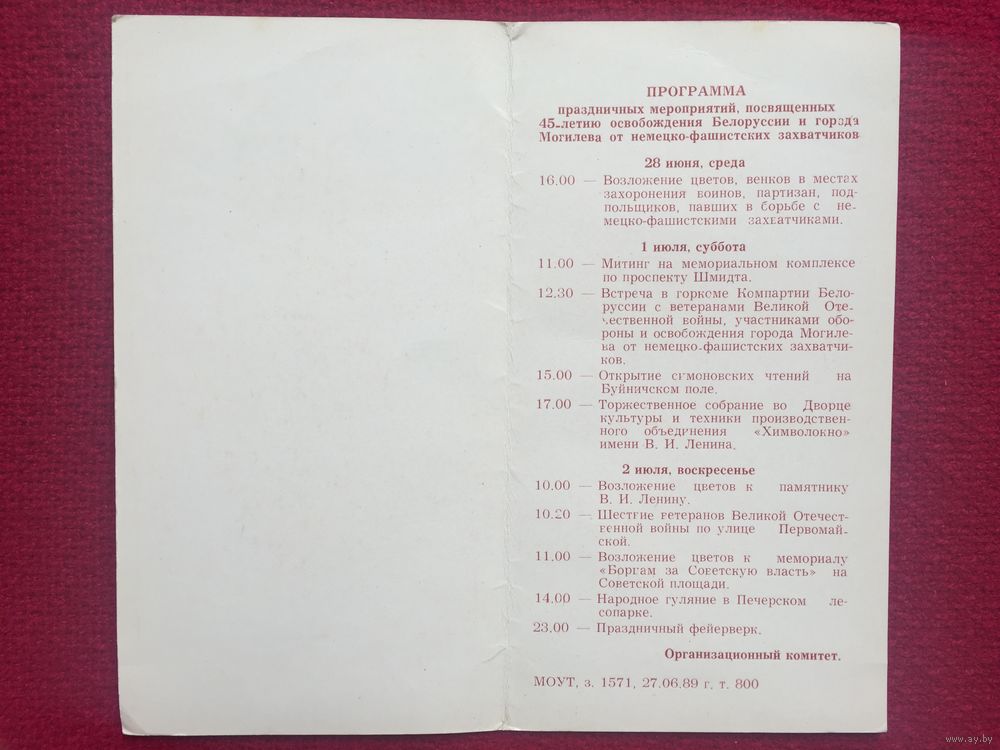 ПРОГРАММА
праздничных мероприятий, посвященных
45-летию освобождения Белоруссии и города
Могилева от немецко-фашистских захватчиков
28 июня, среда
16.00 — Возложение цветов, венков в местах
захоронения воинов, партизан, под-
польщиков, павших в борьбе с не-
мецко-фашистскими захватчиками.
1 июля, суббота
11.00 — Митинг на мемориальном комплексе
по проспекту Шмидта.
12.30 — Встреча в горкоме Компартии Бело-
руссии с ветеранами Великой Оте-
чественной войны, участниками обо-
роны и освобождения города Могиле-
ва от немецко-фашистских захватчи-
ков.
15.00 — Открытие симоновских чтений на
Буйничском поле.
17.00 — Торжественное собрание во Дворце
культуры и техники производствен-
ного объединения «Химволокно»
имени В. И. Ленина.
2 июля, воскресенье
10.00 — Возложение цветов к памятнику
В. И. Ленину.
10.20 — Шествие ветеранов Великой Отечест-
венной войны по улице Первомай-
ской.
11.00 — Возложение цветов к мемориалу
«Борцам за Советскую власть» на
Советской площади.
14.00 — Народное гуляние в Печерском ле-
сопарке.
23.00 — Праздничный фейерверк.
Организационный комитет.
МОУТ, з. 1571, 27.06.89 г. т. 800
www.ay.by